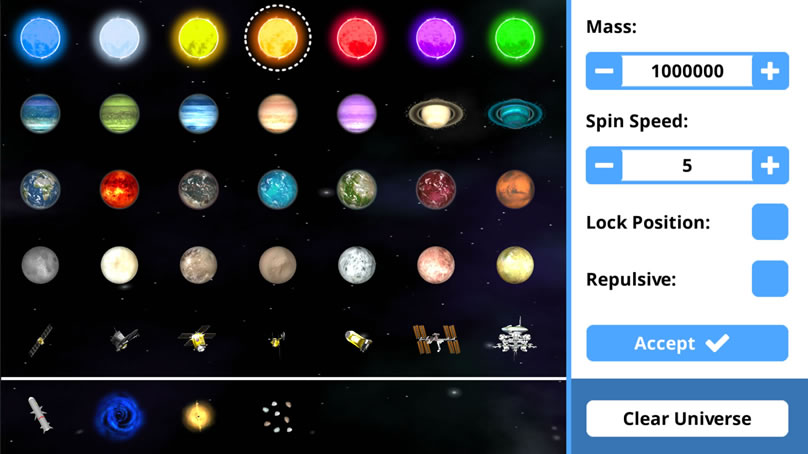 Mass:
1000000
Spin Speed:
5
Lock Position:
Repulsive:
Accept
Clear Universe